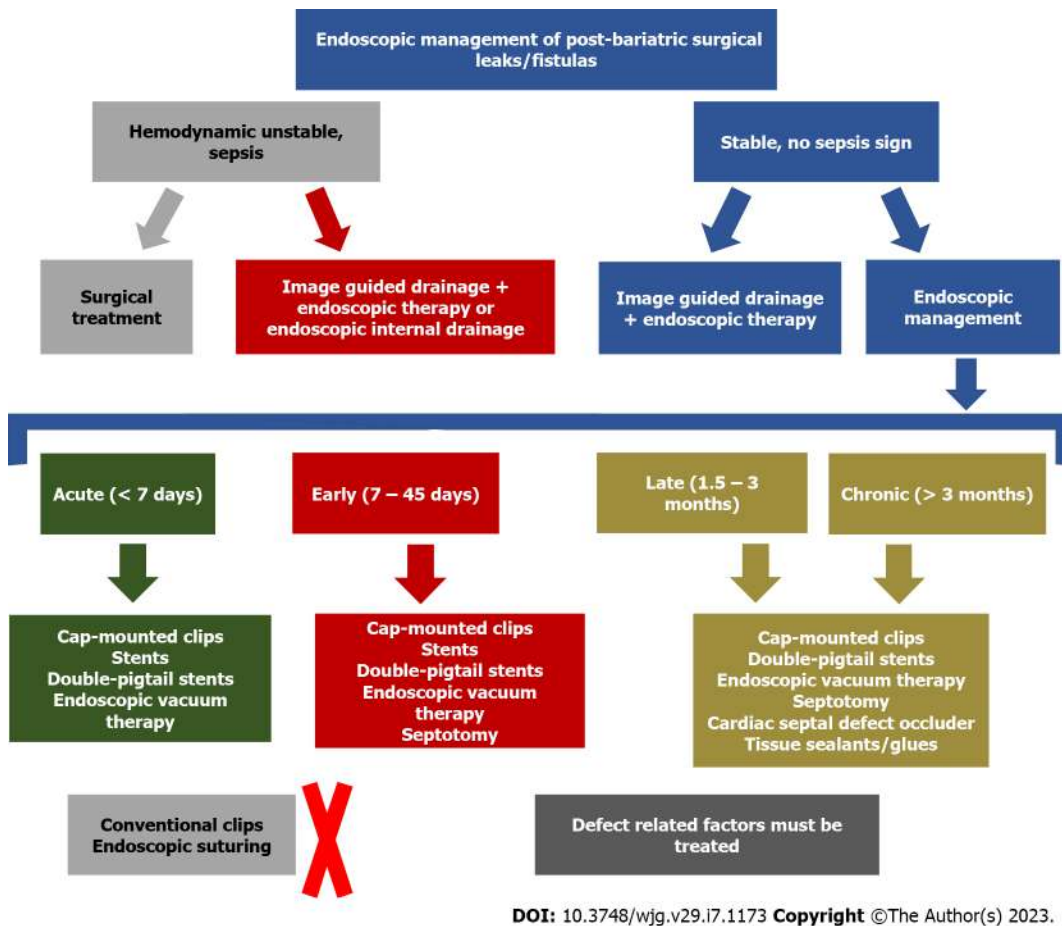 Endoscopic management of post-bariatric surgical
leaks/fistulas
Hemodynamic unstable,
sepsis
Stable, no sepsis sign
Surgical
treatment
Image guided drainage +
endoscopic therapy or
endoscopic internal drainage
Image guided drainage
+ endoscopic therapy
Endoscopic
management
Acute (< 7 days)
Early (7 – 45 days)
Late (1.5 – 3
months)
Chronic (> 3 months)
Cap-mounted clips
Stents
Double-pigtail stents
Endoscopic vacuum
therapy
Cap-mounted clips
Stents
Double-pigtail stents
Endoscopic vacuum
therapy
Septotomy
Cap-mounted clips
Double-pigtail stents
Endoscopic vacuum therapy
Septotomy
Cardiac septal defect occluder
Tissue sealants/glues
Conventional clips
Endoscopic suturing
Defect related factors must be
treated
DOI: 10.3748/wjg.v29.i7.1173 Copyright ©The Author(s) 2023.